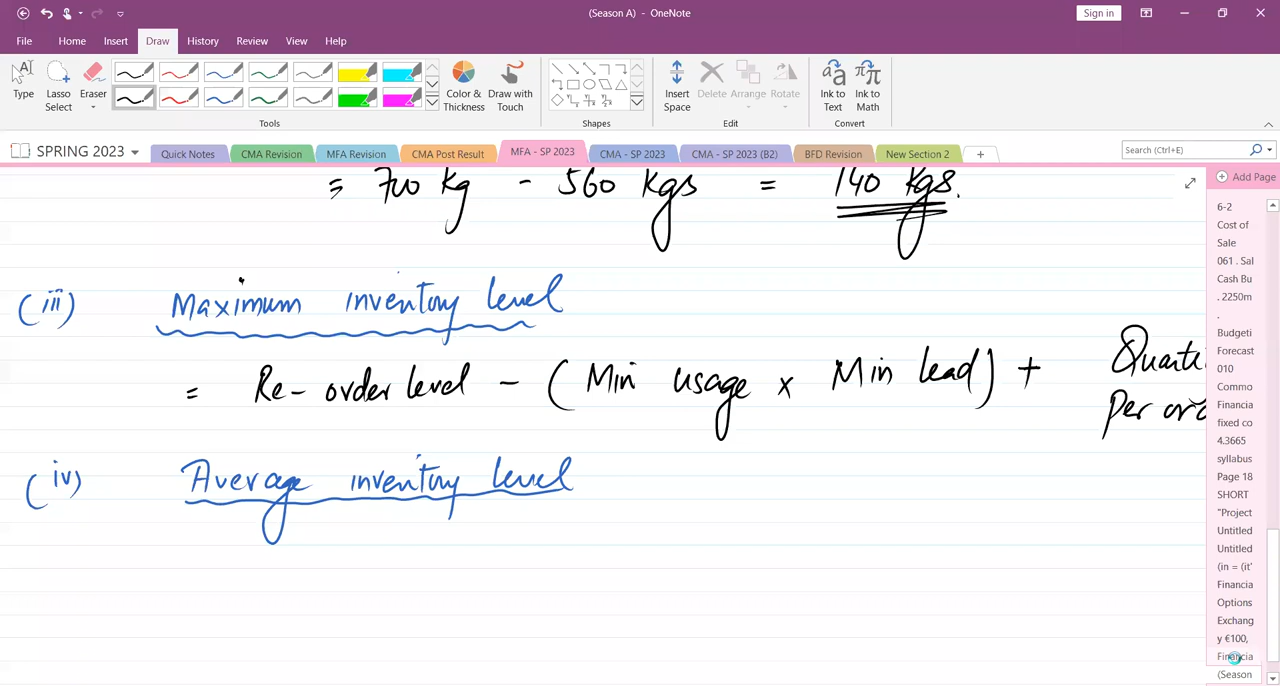 (Season A) - OneNote
Sign in
File Home Insert Draw History Review View Help
Type
Lasso Select
Eraser
Color & Thickness
Draw with Touch
Insert Space
Delete
Arrange
Rotate
Ink to Text
Ink to Math
Tools
Shapes
Edit
Convert
SPRING 2023
Quick Notes
CMA Revision
MFA Revision
CMA Post Result
MFA - SP 2023
CMA - SP 2023
CMA - SP 2023 (B2)
BFD Revision
New Section 2
Search (Ctrl+E)
= 700 kg - 560 Kgs = 140 Kgs.
(iii) Maximum inventory level
= Re-order level - (Min usage x Min lead) + Quanti
Per ord
(iv) Average inventory level
Add Page
6-2
Cost of
Sale
061 . Sal
Cash Bu
. 2250m
.
Budgeti
Forecast
010
Commo
Financia
fixed co
4.3665
syllabus
Page 18
SHORT
"Project
Untitled
Untitled
(in = (it'
Financia
Options
Exchang
y €100,
Financia
(Season